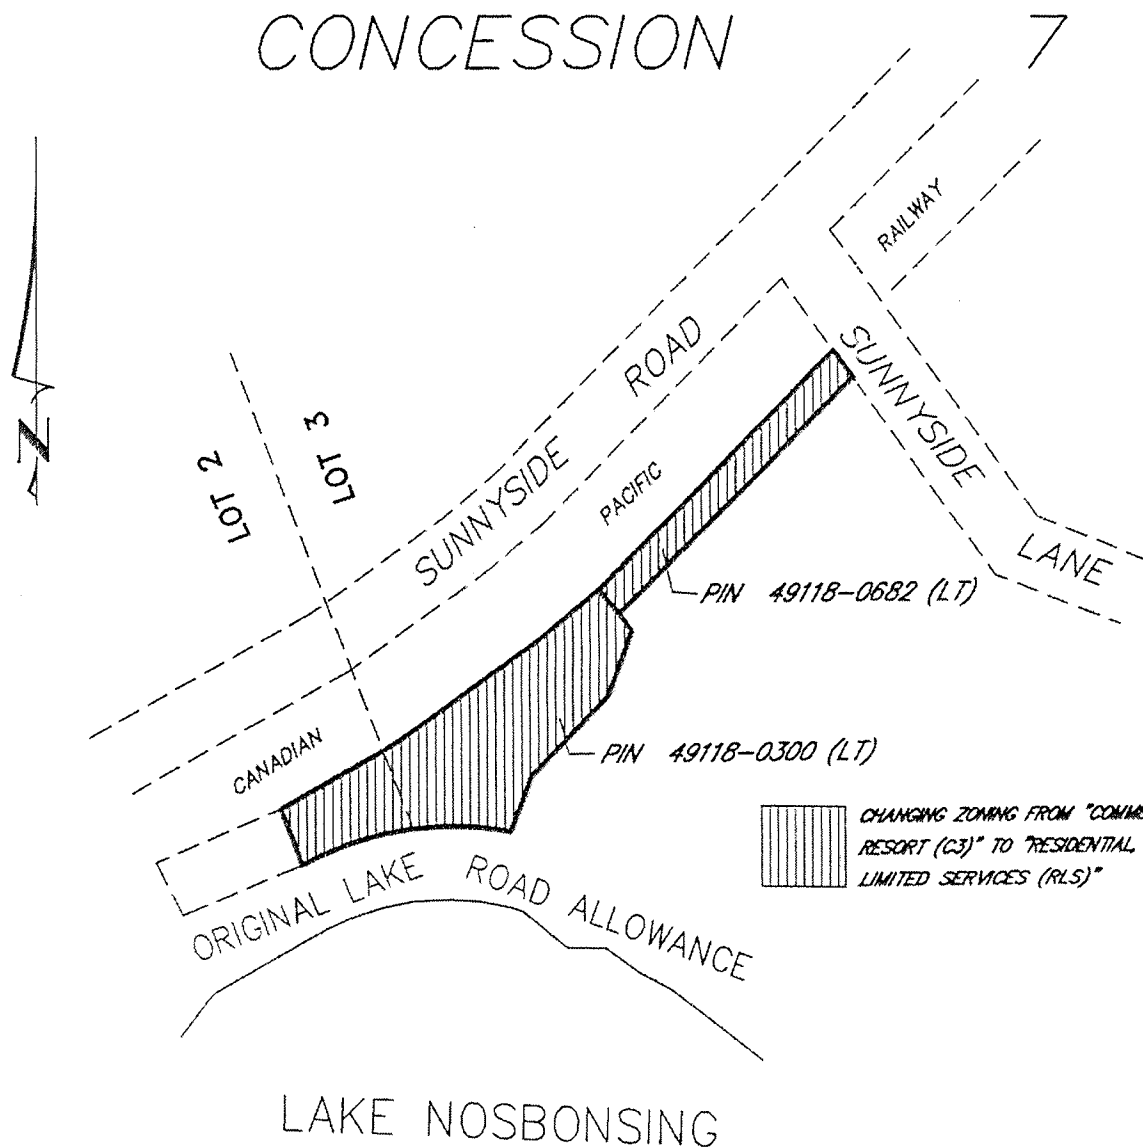 CONCESSION 7
RAILWAY
SUNNYSIDE
LANE
SUNNYSIDE ROAD
N
LOT 2
LOT 3
PACIFIC
PIN 49118-0682 (LT)
CANADIAN
PIN 49118-0300 (LT)
CHANGING ZONING FROM "COMME
RESORT (C3)" TO "RESIDENTIAL,
LIMITED SERVICES (RLS)"
ORIGINAL LAKE ROAD ALLOWANCE
LAKE NOSBONSING